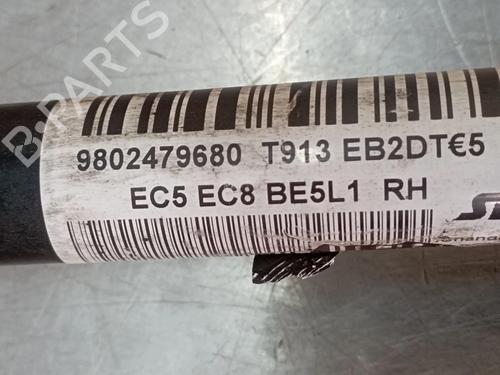 9802479680 T913 EB2DT€5
EC5 EC8 BE5L1 RH
B-PARTS